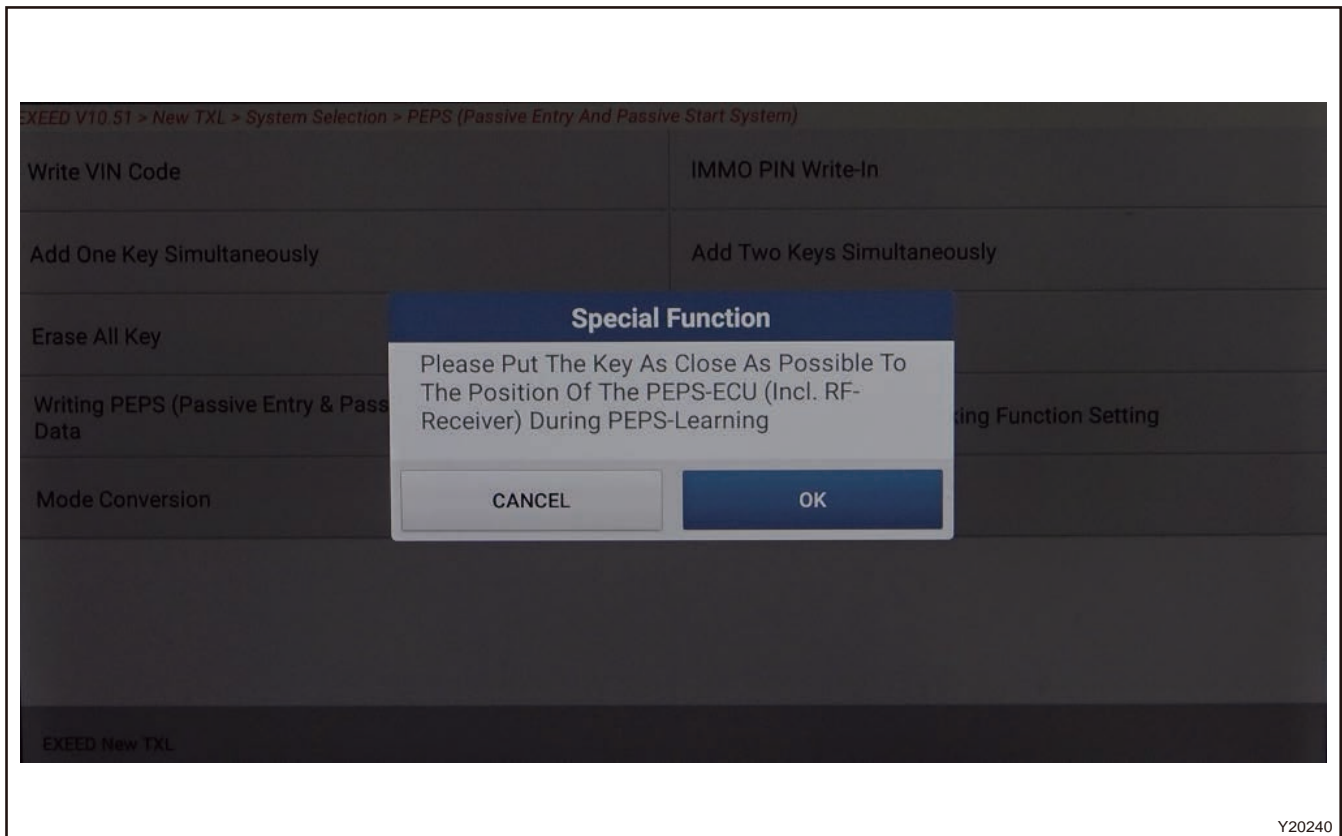 EXEED V10.51 > New TXL > System Selection > PEPS (Passive Entry And Passive Start System)
Write VIN Code
IMMO PIN Write-In
Add One Key Simultaneously
Add Two Keys Simultaneously
Erase All Key
Special Function
Please Put The Key As Close As Possible To
The Position Of The PEPS-ECU (Incl. RF-
Receiver) During PEPS-Learning
Writing PEPS (Passive Entry & Pass
Data
ing Function Setting
Mode Conversion
CANCEL
OK
EXEED New TXL
Y20240